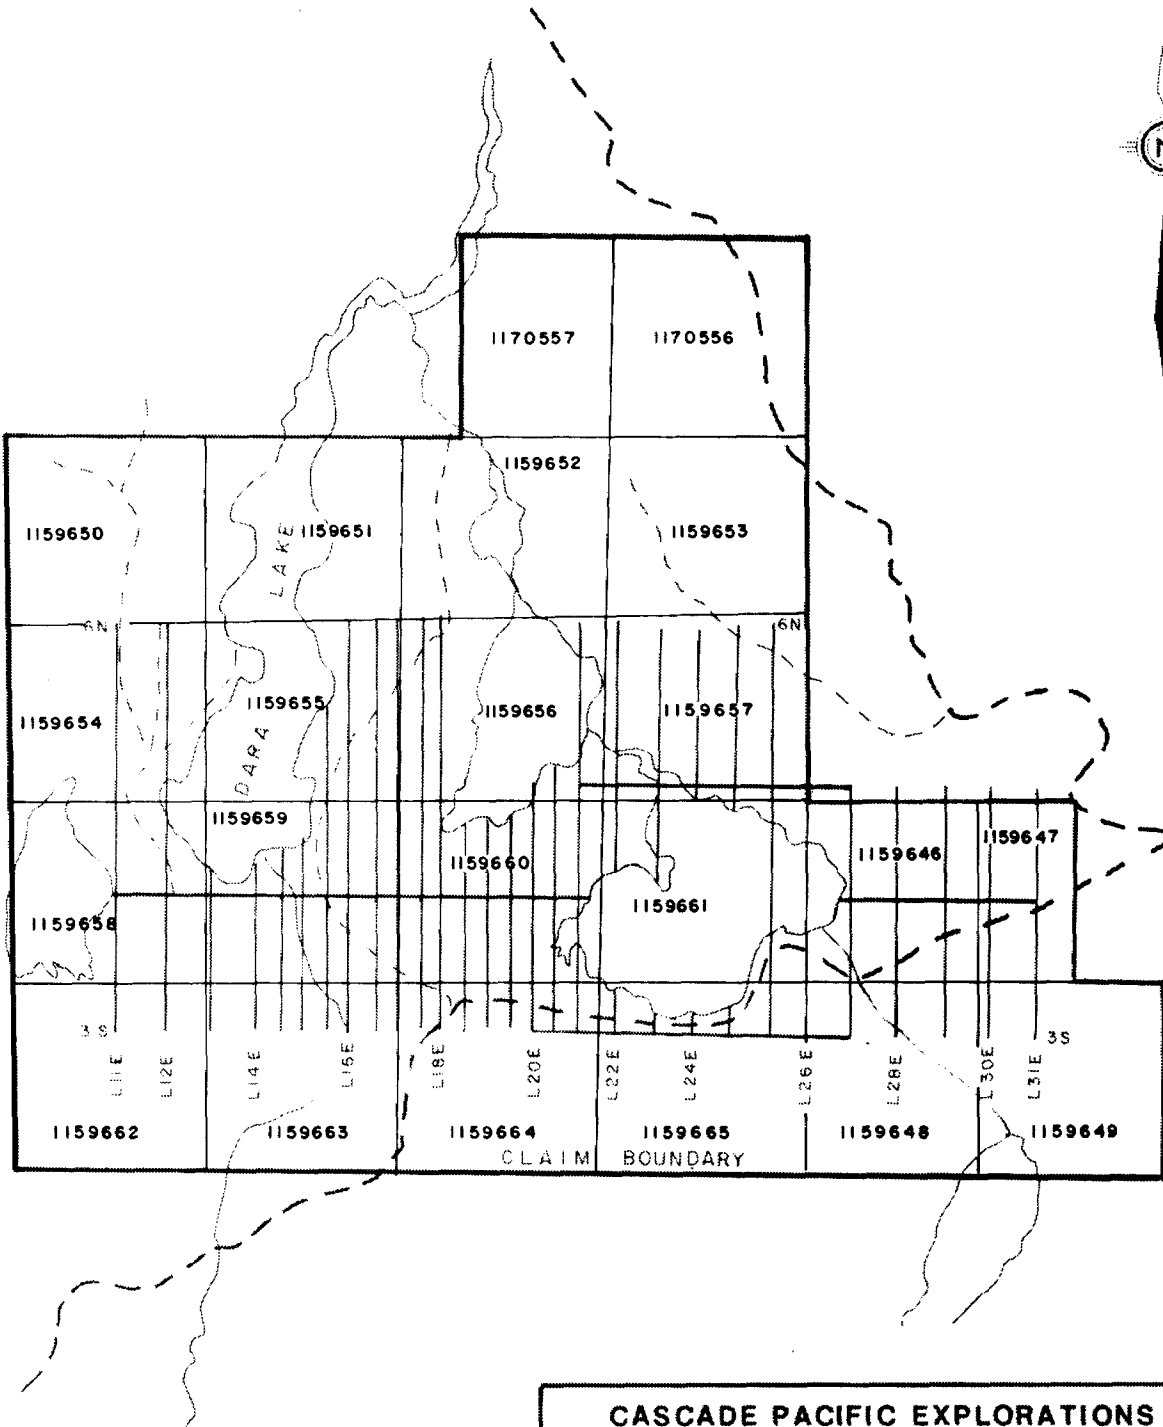 N
1170557 1170556
1159652
1159650 1159651 1159653
LAKE
6N 6N
1159654 1159655 1159656 1159657
DARA
1159659
1159660 1159646 1159647
1159658 1159661
3S 3S
L11E L12E L14E L16E L18E L20E L22E L24E L26E L28E L30E L31E
1159662 1159663 1159664 1159665 1159648 1159649
CLAIM BOUNDARY
CASCADE PACIFIC EXPLORATIONS